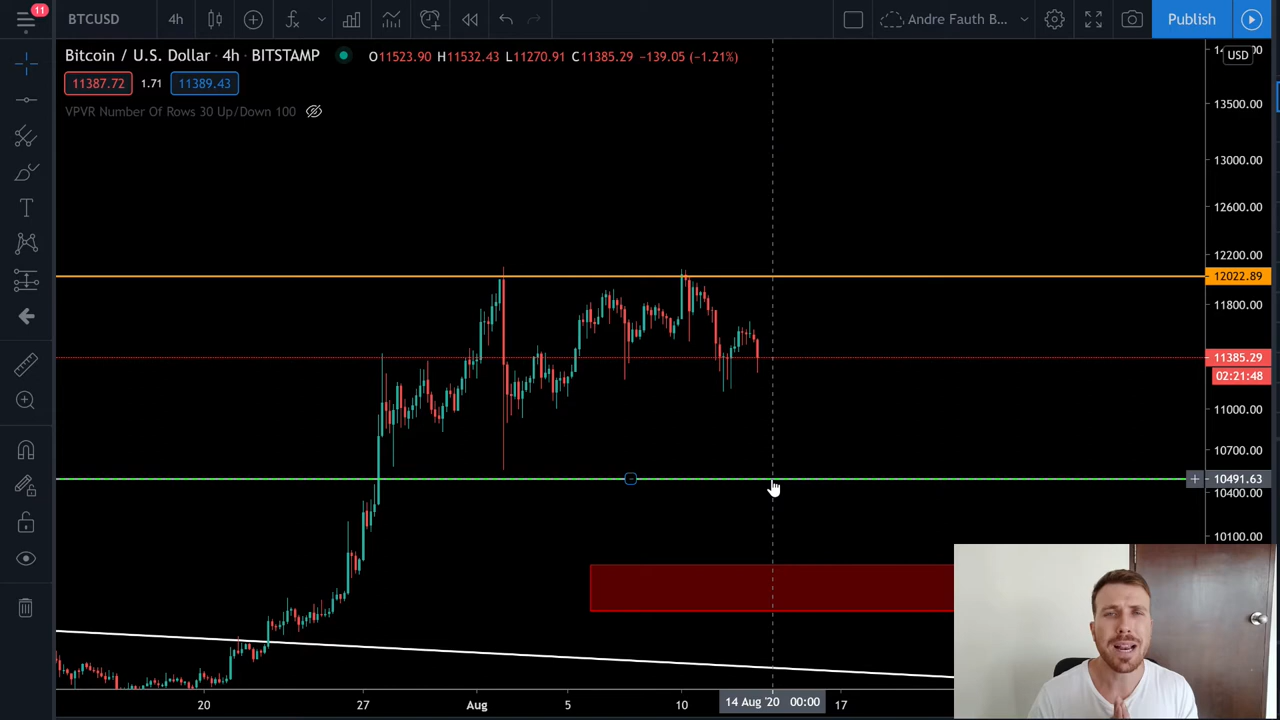 11
BTCUSD
4h
Andre Fauth B...
Publish
Bitcoin / U.S. Dollar · 4h · BITSTAMP
O11523.90 H11532.43 L11270.91 C11385.29 −139.05 (−1.21%)
USD
11387.72
1.71
11389.43
VPVR Number Of Rows 30 Up/Down 100
13500.00
13000.00
12600.00
12200.00
12022.89
11800.00
11385.29
02:21:48
11000.00
10700.00
10491.63
10400.00
10100.00
20
27
Aug
5
10
14 Aug '20 00:00
17